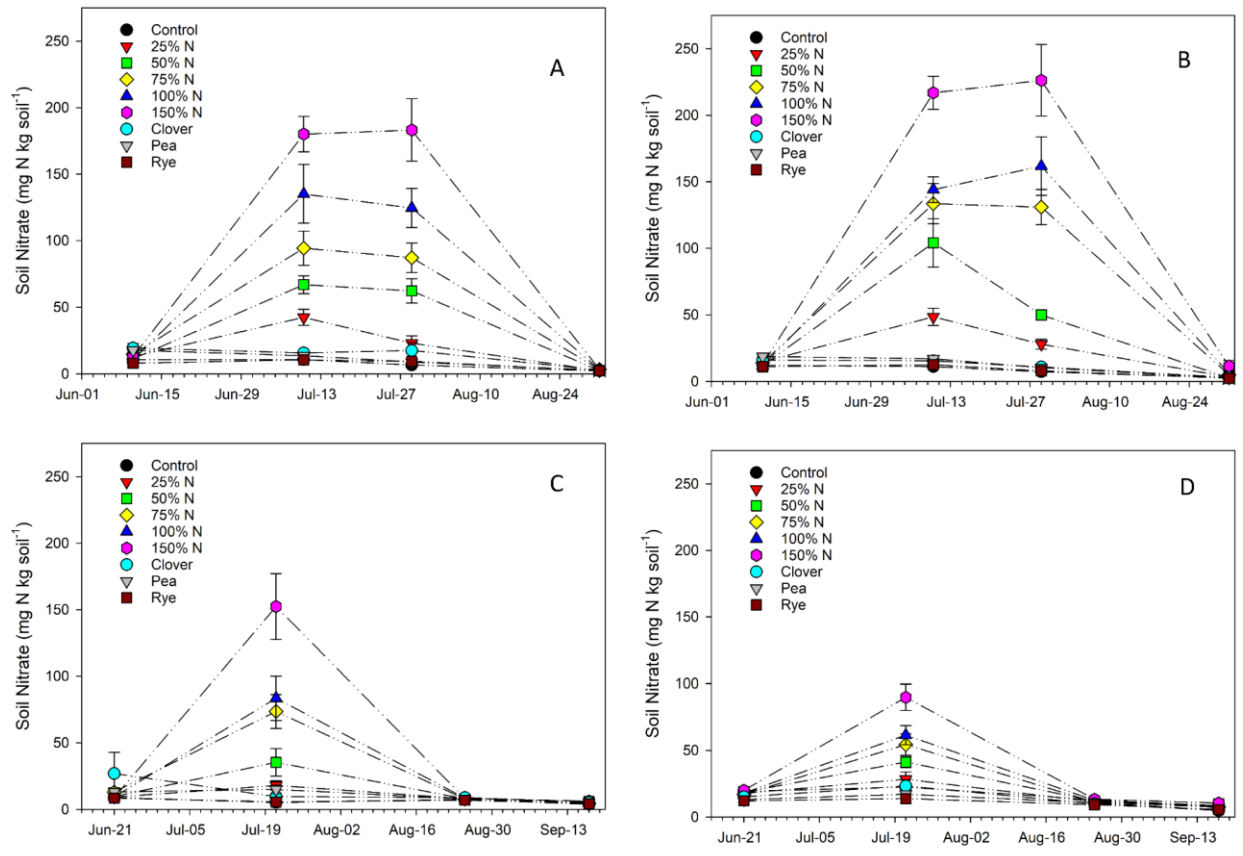 A
Control
25% N
50% N
75% N
100% N
150% N
Clover
Pea
Rye
Soil Nitrate (mg N kg soil⁻¹)
250
200
150
100
50
0
Jun-01 Jun-15 Jun-29 Jul-13 Jul-27 Aug-10 Aug-24
B
Control
25% N
50% N
75% N
100% N
150% N
Clover
Pea
Rye
Soil Nitrate (mg N kg soil⁻¹)
250
200
150
100
50
0
Jun-01 Jun-15 Jun-29 Jul-13 Jul-27 Aug-10 Aug-24
C
Control
25% N
50% N
75% N
100% N
150% N
Clover
Pea
Rye
Soil Nitrate (mg N kg soil⁻¹)
250
200
150
100
50
0
Jun-21 Jul-05 Jul-19 Aug-02 Aug-16 Aug-30 Sep-13
D
Control
25% N
50% N
75% N
100% N
150% N
Clover
Pea
Rye
Soil Nitrate (mg N kg soil⁻¹)
250
200
150
100
50
0
Jun-21 Jul-05 Jul-19 Aug-02 Aug-16 Aug-30 Sep-13